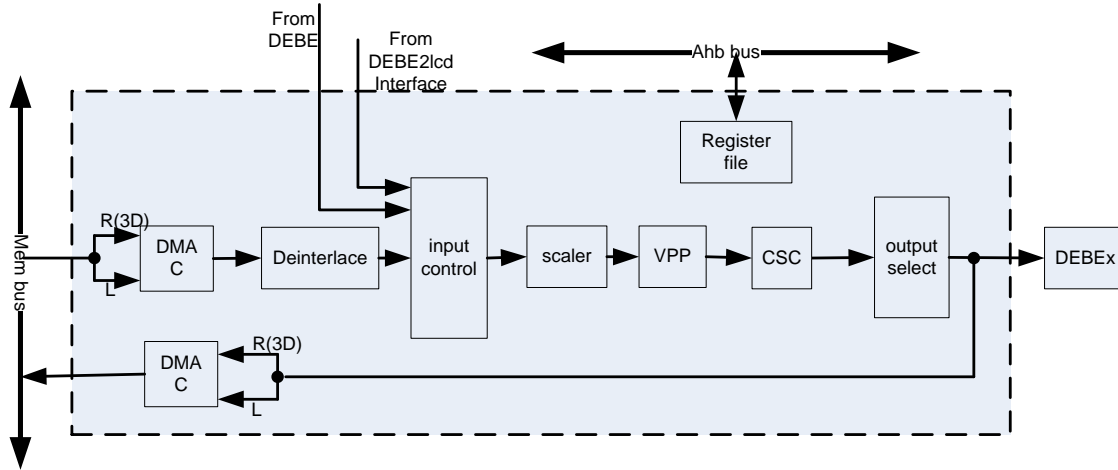 From
DEBE
From
DEBE2lcd
Interface
Ahb bus
Register
file
Mem bus
R(3D)
L
DMA
C
Deinterlace
input
control
scaler
VPP
CSC
output
select
DEBEx
DMA
C
R(3D)
L